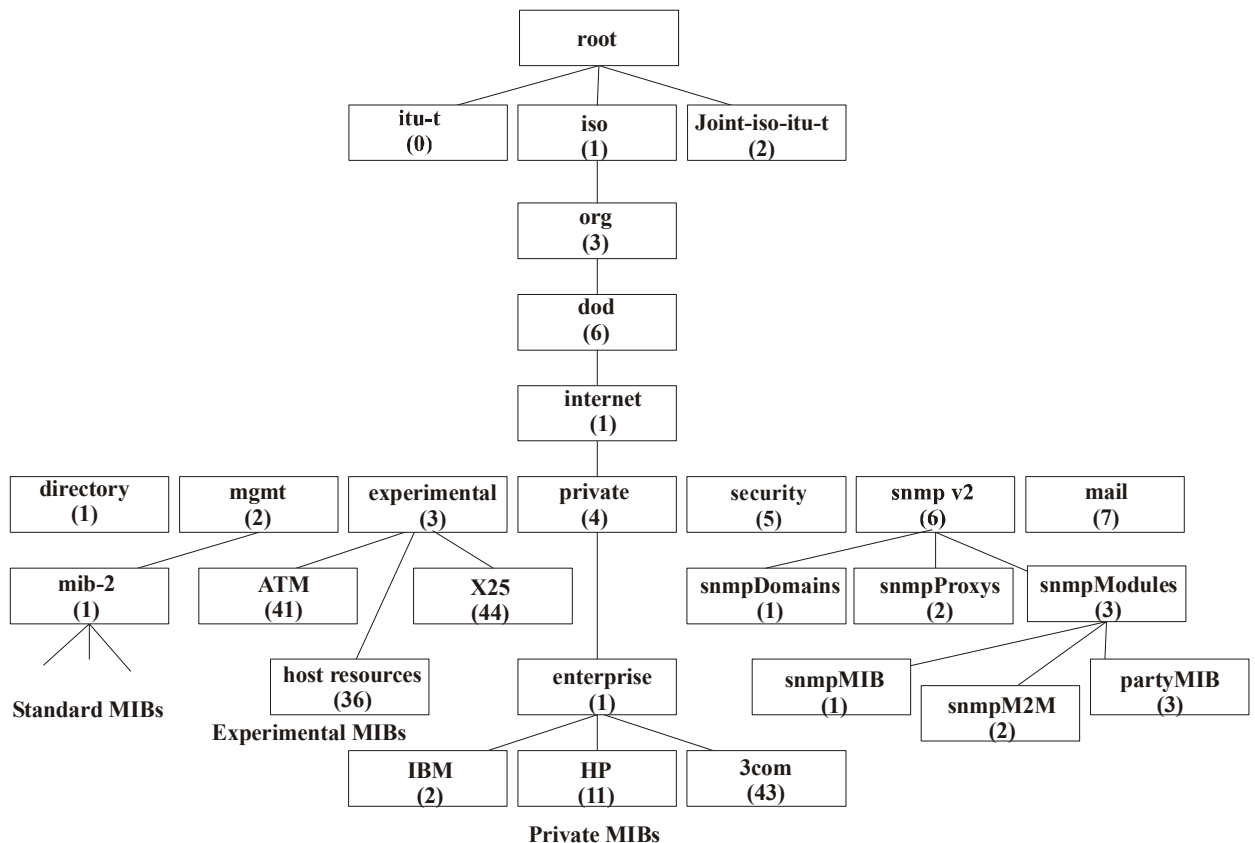 root
itu-t
(0)
iso
(1)
Joint-iso-itu-t
(2)
org
(3)
dod
(6)
internet
(1)
directory
(1)
mgmt
(2)
experimental
(3)
private
(4)
security
(5)
snmp v2
(6)
mail
(7)
mib-2
(1)
ATM
(41)
X25
(44)
snmpDomains
(1)
snmpProxys
(2)
snmpModules
(3)
host resources
(36)
enterprise
(1)
snmpMIB
(1)
snmpM2M
(2)
partyMIB
(3)
Standard MIBs
Experimental MIBs
IBM
(2)
HP
(11)
3com
(43)
Private MIBs